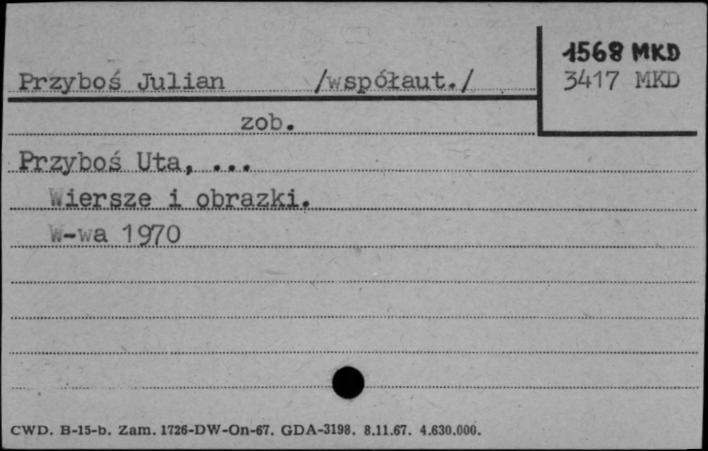 1568 MKD
Przyboś Julian /współaut./ 3417 MKD
zob.
Przyboś Uta, ...
Wiersze i obrazki.
W-wa 1970
CWD. B-15-b. Zam. 1726-DW-On-67. GDA-3198. 8.11.67. 4.630.000.